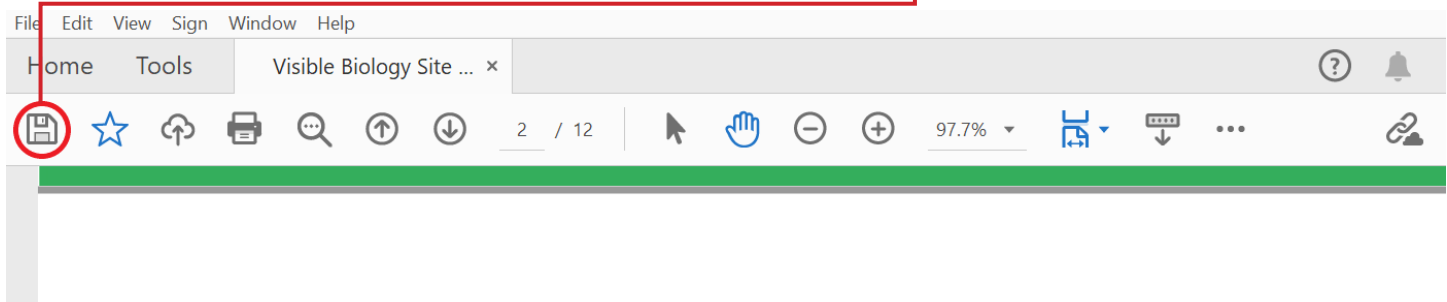 File Edit View Sign Window Help
Home Tools Visible Biology Site ... ×
2 / 12 97.7%